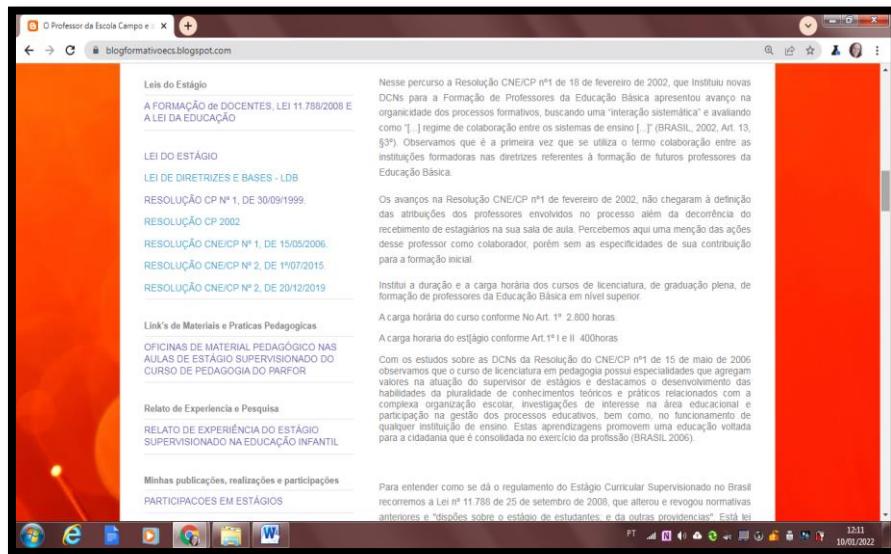 O Professor da Escola Campo e
blogformativoecs.blogspot.com
Leis do Estágio
A FORMAÇÃO de DOCENTES, LEI 11.788/2008 E
A LEI DA EDUCAÇÃO
LEI DO ESTÁGIO
LEI DE DIRETRIZES E BASES - LDB
RESOLUÇÃO CP Nº 1, DE 30/09/1999.
RESOLUÇÃO CP 2002
RESOLUÇÃO CNE/CP Nº 1, DE 15/05/2006.
RESOLUÇÃO CNE/CP Nº 2, DE 1º/07/2015.
RESOLUÇÃO CNE/CP Nº 2, DE 20/12/2019
Link's de Materiais e Praticas Pedagogicas
OFICINAS DE MATERIAL PEDAGÓGICO NAS
AULAS DE ESTÁGIO SUPERVISIONADO DO
CURSO DE PEDAGOGIA DO PARFOR
Relato de Experiencia e Pesquisa
RELATO DE EXPERIÊNCIA DO ESTÁGIO
SUPERVISIONADO NA EDUCAÇÃO INFANTIL
Minhas publicações, realizações e participações
PARTICIPACOES EM ESTÁGIOS
Nesse percurso a Resolução CNE/CP nº1 de 18 de fevereiro de 2002, que Instituiu novas
DCNs para a Formação de Professores da Educação Básica apresentou avanço na
organicidade dos processos formativos, buscando uma "interação sistemática" e avaliando
como "[...] regime de colaboração entre os sistemas de ensino [...]" (BRASIL, 2002, Art. 13,
§3º). Observamos que é a primeira vez que se utiliza o termo colaboração entre as
instituições formadoras nas diretrizes referentes à formação de futuros professores da
Educação Básica.
Os avanços na Resolução CNE/CP nº1 de fevereiro de 2002, não chegaram à definição
das atribuições dos professores envolvidos no processo além da decorrência do
recebimento de estagiários na sua sala de aula. Percebemos aqui uma menção das ações
desse professor como colaborador, porém sem as especificidades de sua contribuição
para a formação inicial.
Institui a duração e a carga horária dos cursos de licenciatura, de graduação plena, de
formação de professores da Educação Básica em nível superior.
A carga horária do curso conforme No Art. 1º 2.800 horas.
A carga horaria do est[ágio conforme Art.1º I e II 400horas
Com os estudos sobre as DCNs da Resolução do CNE/CP nº1 de 15 de maio de 2006
observamos que o curso de licenciatura em pedagogia possui especialidades que agregam
valores na atuação do supervisor de estágios e destacamos o desenvolvimento das
habilidades da pluralidade de conhecimentos teóricos e práticos relacionados com a
complexa organização escolar, investigações de interesse na área educacional e
participação na gestão dos processos educativos, bem como, no funcionamento de
qualquer instituição de ensino. Estas aprendizagens promovem uma educação voltada
para a cidadania que é consolidada no exercício da profissão (BRASIL 2006).
Para entender como se dá o regulamento do Estágio Curricular Supervisionado no Brasil
recorremos a Lei nº 11.788 de 25 de setembro de 2008, que alterou e revogou normativas
anteriores e "dispões sobre o estágio de estudantes, e da outras providencias". Está lei
PT
12:11
10/01/2022